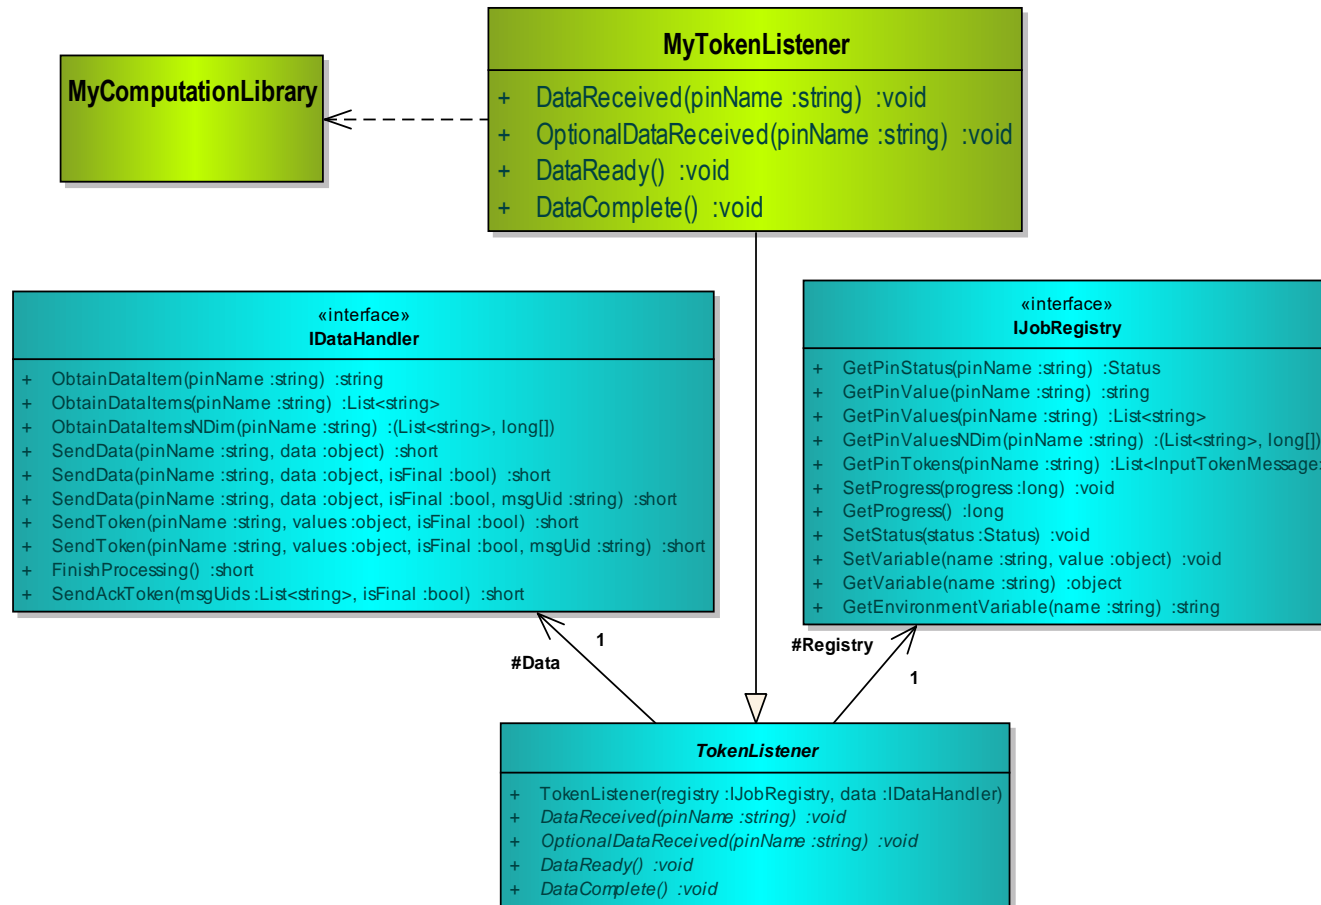 MyTokenListener
+ DataReceived(pinName :string) :void
+ OptionalDataReceived(pinName :string) :void
+ DataReady() :void
+ DataComplete() :void
MyComputationLibrary
«interface»
IDataHandler
+ ObtainDataItem(pinName :string) :string
+ ObtainDataItems(pinName :string) :List<string>
+ ObtainDataItemsNDim(pinName :string) :(List<string>, long[])
+ SendData(pinName :string, data :object) :short
+ SendData(pinName :string, data :object, isFinal :bool) :short
+ SendData(pinName :string, data :object, isFinal :bool, msgUid :string) :short
+ SendToken(pinName :string, values :object, isFinal :bool) :short
+ SendToken(pinName :string, values :object, isFinal :bool, msgUid :string) :short
+ FinishProcessing() :short
+ SendAckToken(msgUids :List<string>, isFinal :bool) :short
«interface»
IJobRegistry
+ GetPinStatus(pinName :string) :Status
+ GetPinValue(pinName :string) :string
+ GetPinValues(pinName :string) :List<string>
+ GetPinValuesNDim(pinName :string) :(List<string>, long[])
+ GetPinTokens(pinName :string) :List<InputTokenMessage>
+ SetProgress(progress :long) :void
+ GetProgress() :long
+ SetStatus(status :Status) :void
+ SetVariable(name :string, value :object) :void
+ GetVariable(name :string) :object
+ GetEnvironmentVariable(name :string) :string
#Data
1
#Registry
1
TokenListener
+ TokenListener(registry :IJobRegistry, data :IDataHandler)
+ DataReceived(pinName :string) :void
+ OptionalDataReceived(pinName :string) :void
+ DataReady() :void
+ DataComplete() :void